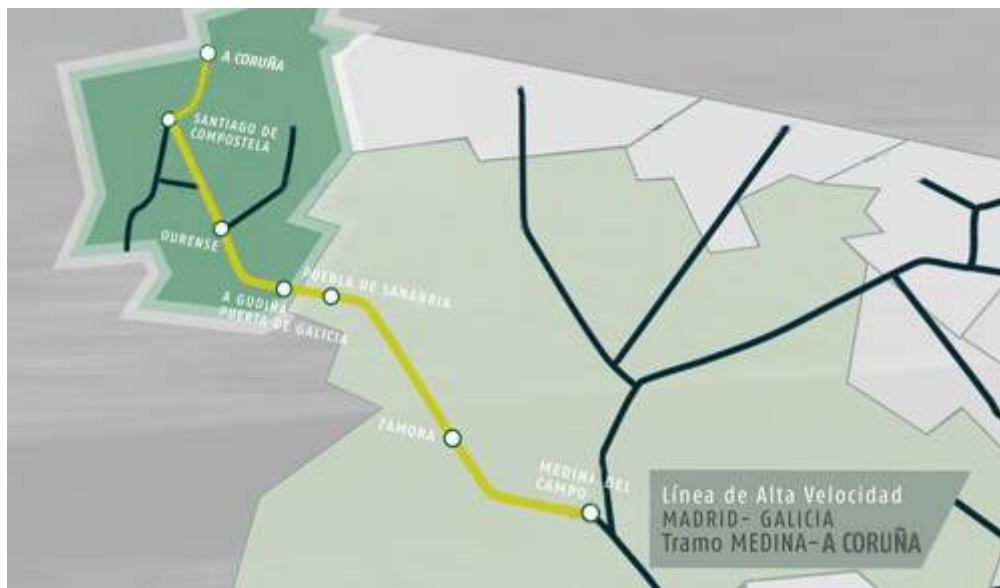 A CORUÑA
SANTIAGO DE
COMPOSTELA
OURENSE
A GUDIÑA
PUERTA DE GALICIA
PUEBLA DE SANABRIA
ZAMORA
MEDINA DEL
CAMPO
Línea de Alta Velocidad
MADRID- GALICIA
Tramo MEDINA-A CORUÑA